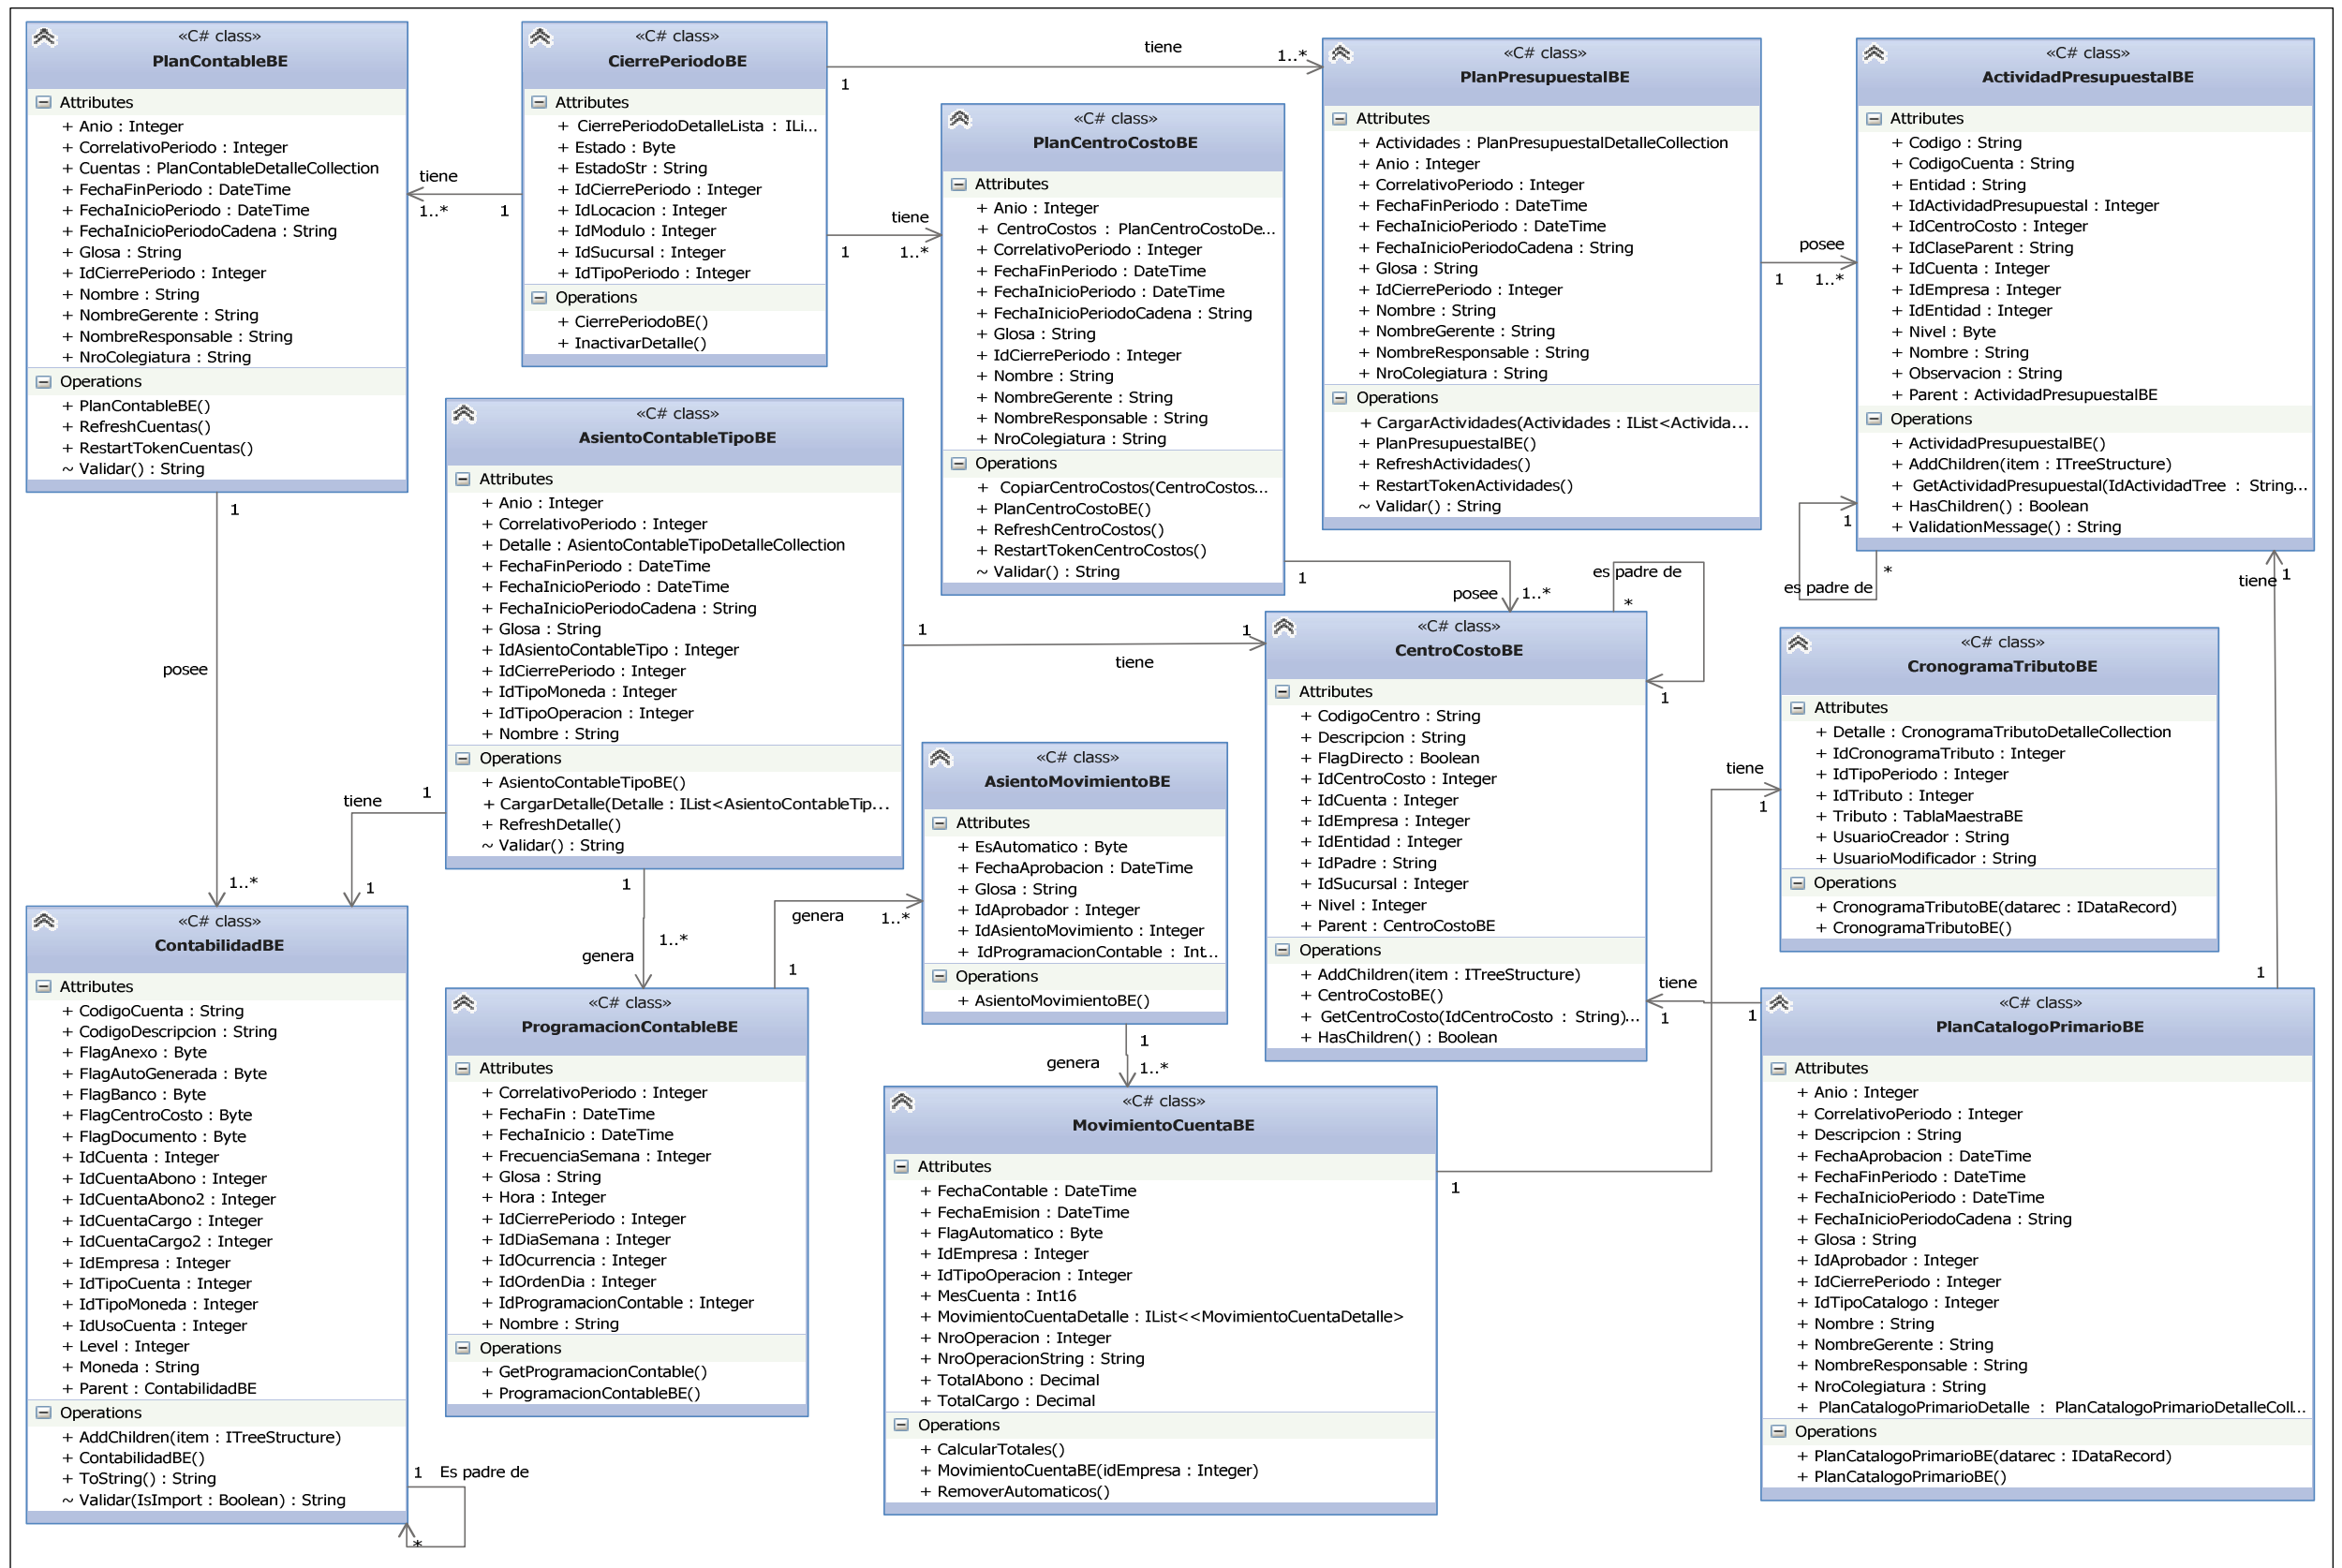 «C# class»
PlanContableBE
Attributes
+ Anio : Integer
+ CorrelativoPeriodo : Integer
+ Cuentas : PlanContableDetalleCollection
+ FechaFinPeriodo : DateTime
+ FechaInicioPeriodo : DateTime
+ FechaInicioPeriodoCadena : String
+ Glosa : String
+ IdCierrePeriodo : Integer
+ Nombre : String
+ NombreGerente : String
+ NombreResponsable : String
+ NroColegiatura : String
Operations
+ PlanContableBE()
+ RefreshCuentas()
+ RestartTokenCuentas()
~ Validar() : String
tiene
1..*
1
«C# class»
CierrePeriodoBE
Attributes
+ CierrePeriodoDetalleLista : ILi...
+ Estado : Byte
+ EstadoStr : String
+ IdCierrePeriodo : Integer
+ IdLocacion : Integer
+ IdModulo : Integer
+ IdSucursal : Integer
+ IdTipoPeriodo : Integer
Operations
+ CierrePeriodoBE()
+ InactivarDetalle()
tiene
1
1..*
tiene
1
1..*
«C# class»
PlanCentroCostoBE
Attributes
+ Anio : Integer
+ CentroCostos : PlanCentroCostoDe...
+ CorrelativoPeriodo : Integer
+ FechaFinPeriodo : DateTime
+ FechaInicioPeriodo : DateTime
+ FechaInicioPeriodoCadena : String
+ Glosa : String
+ IdCierrePeriodo : Integer
+ Nombre : String
+ NombreGerente : String
+ NombreResponsable : String
+ NroColegiatura : String
Operations
+ CopiarCentroCostos(CentroCostos...
+ PlanCentroCostoBE()
+ RefreshCentroCostos()
+ RestartTokenCentroCostos()
~ Validar() : String
«C# class»
PlanPresupuestalBE
Attributes
+ Actividades : PlanPresupuestalDetalleCollection
+ Anio : Integer
+ CorrelativoPeriodo : Integer
+ FechaFinPeriodo : DateTime
+ FechaInicioPeriodo : DateTime
+ FechaInicioPeriodoCadena : String
+ Glosa : String
+ IdCierrePeriodo : Integer
+ Nombre : String
+ NombreGerente : String
+ NombreResponsable : String
+ NroColegiatura : String
Operations
+ CargarActividades(Actividades : IList<Activida...
+ PlanPresupuestalBE()
+ RefreshActividades()
+ RestartTokenActividades()
~ Validar() : String
posee
1
1..*
«C# class»
ActividadPresupuestalBE
Attributes
+ Codigo : String
+ CodigoCuenta : String
+ Entidad : String
+ IdActividadPresupuestal : Integer
+ IdCentroCosto : Integer
+ IdClaseParent : String
+ IdCuenta : Integer
+ IdEmpresa : Integer
+ IdEntidad : Integer
+ Nivel : Byte
+ Nombre : String
+ Observacion : String
+ Parent : ActividadPresupuestalBE
Operations
+ ActividadPresupuestalBE()
+ AddChildren(item : ITreeStructure)
+ GetActividadPresupuestal(IdActividadTree : String...
+ HasChildren() : Boolean
+ ValidationMessage() : String
1
*
es padre de
tiene
1
«C# class»
AsientoContableTipoBE
Attributes
+ Anio : Integer
+ CorrelativoPeriodo : Integer
+ Detalle : AsientoContableTipoDetalleCollection
+ FechaFinPeriodo : DateTime
+ FechaInicioPeriodo : DateTime
+ FechaInicioPeriodoCadena : String
+ Glosa : String
+ IdAsientoContableTipo : Integer
+ IdCierrePeriodo : Integer
+ IdTipoMoneda : Integer
+ IdTipoOperacion : Integer
+ Nombre : String
Operations
+ AsientoContableTipoBE()
+ CargarDetalle(Detalle : IList<AsientoContableTip...
+ RefreshDetalle()
~ Validar() : String
1
1
tiene
1
posee
1..*
es padre de
*
1
«C# class»
CentroCostoBE
Attributes
+ CodigoCentro : String
+ Descripcion : String
+ FlagDirecto : Boolean
+ IdCentroCosto : Integer
+ IdCuenta : Integer
+ IdEmpresa : Integer
+ IdEntidad : Integer
+ IdPadre : String
+ IdSucursal : Integer
+ Nivel : Integer
+ Parent : CentroCostoBE
Operations
+ AddChildren(item : ITreeStructure)
+ CentroCostoBE()
+ GetCentroCosto(IdCentroCosto : String)...
+ HasChildren() : Boolean
«C# class»
CronogramaTributoBE
Attributes
+ Detalle : CronogramaTributoDetalleCollection
+ IdCronogramaTributo : Integer
+ IdTipoPeriodo : Integer
+ IdTributo : Integer
+ Tributo : TablaMaestraBE
+ UsuarioCreador : String
+ UsuarioModificador : String
Operations
+ CronogramaTributoBE(datarec : IDataRecord)
+ CronogramaTributoBE()
tiene
1
1
posee
1..*
tiene
1
1
1
1..*
genera
genera
1..*
1
«C# class»
AsientoMovimientoBE
Attributes
+ EsAutomatico : Byte
+ FechaAprobacion : DateTime
+ Glosa : String
+ IdAprobador : Integer
+ IdAsientoMovimiento : Integer
+ IdProgramacionContable : Int...
Operations
+ AsientoMovimientoBE()
1
genera
1..*
«C# class»
ContabilidadBE
Attributes
+ CodigoCuenta : String
+ CodigoDescripcion : String
+ FlagAnexo : Byte
+ FlagAutoGenerada : Byte
+ FlagBanco : Byte
+ FlagCentroCosto : Byte
+ FlagDocumento : Byte
+ IdCuenta : Integer
+ IdCuentaAbono : Integer
+ IdCuentaAbono2 : Integer
+ IdCuentaCargo : Integer
+ IdCuentaCargo2 : Integer
+ IdEmpresa : Integer
+ IdTipoCuenta : Integer
+ IdTipoMoneda : Integer
+ IdUsoCuenta : Integer
+ Level : Integer
+ Moneda : String
+ Parent : ContabilidadBE
Operations
+ AddChildren(item : ITreeStructure)
+ ContabilidadBE()
+ ToString() : String
~ Validar(IsImport : Boolean) : String
1 Es padre de
*
«C# class»
ProgramacionContableBE
Attributes
+ CorrelativoPeriodo : Integer
+ FechaFin : DateTime
+ FechaInicio : DateTime
+ FrecuenciaSemana : Integer
+ Glosa : String
+ Hora : Integer
+ IdCierrePeriodo : Integer
+ IdDiaSemana : Integer
+ IdOcurrencia : Integer
+ IdOrdenDia : Integer
+ IdProgramacionContable : Integer
+ Nombre : String
Operations
+ GetProgramacionContable()
+ ProgramacionContableBE()
«C# class»
MovimientoCuentaBE
Attributes
+ FechaContable : DateTime
+ FechaEmision : DateTime
+ FlagAutomatico : Byte
+ IdEmpresa : Integer
+ IdTipoOperacion : Integer
+ MesCuenta : Int16
+ MovimientoCuentaDetalle : IList<<MovimientoCuentaDetalle>
+ NroOperacion : Integer
+ NroOperacionString : String
+ TotalAbono : Decimal
+ TotalCargo : Decimal
Operations
+ CalcularTotales()
+ MovimientoCuentaBE(idEmpresa : Integer)
+ RemoverAutomaticos()
1
tiene
1
1
1
«C# class»
PlanCatalogoPrimarioBE
Attributes
+ Anio : Integer
+ CorrelativoPeriodo : Integer
+ Descripcion : String
+ FechaAprobacion : DateTime
+ FechaFinPeriodo : DateTime
+ FechaInicioPeriodo : DateTime
+ FechaInicioPeriodoCadena : String
+ Glosa : String
+ IdAprobador : Integer
+ IdCierrePeriodo : Integer
+ IdTipoCatalogo : Integer
+ Nombre : String
+ NombreGerente : String
+ NombreResponsable : String
+ NroColegiatura : String
+ PlanCatalogoPrimarioDetalle : PlanCatalogoPrimarioDetalleColl...
Operations
+ PlanCatalogoPrimarioBE(datarec : IDataRecord)
+ PlanCatalogoPrimarioBE()